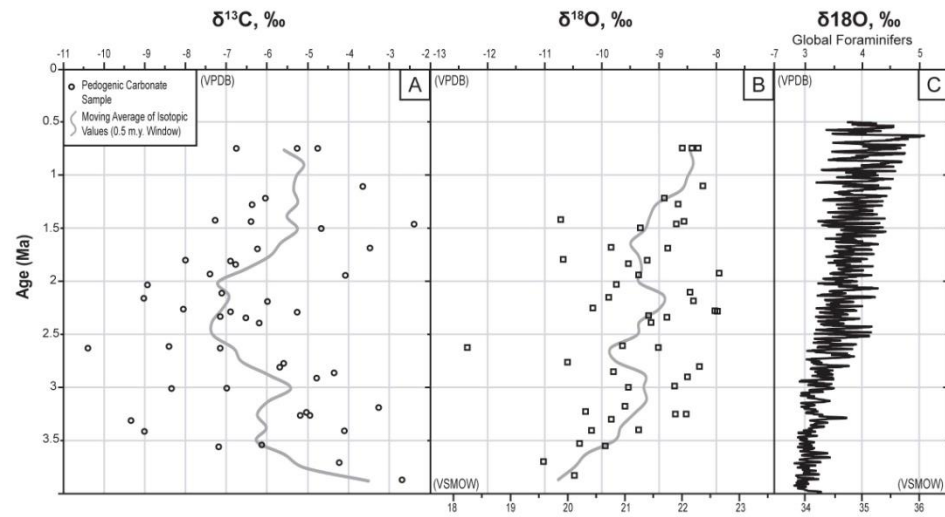 δ¹³C, ‰
δ¹⁸O, ‰
δ18O, ‰
Global Foraminifers
-11 -10 -9 -8 -7 -6 -5 -4 -3 -2
-13 -12 -11 -10 -9 -8 -7
3 4 5 6
(VPDB)
A
(VPDB)
B
(VPDB)
C
Pedogenic Carbonate
Sample
Moving Average of Isotopic
Values (0.5 m.y. Window)
Age (Ma)
0
0.5
1
1.5
2
2.5
3
3.5
(VSMOW)
(VSMOW)
18 19 20 21 22 23
34 35 36